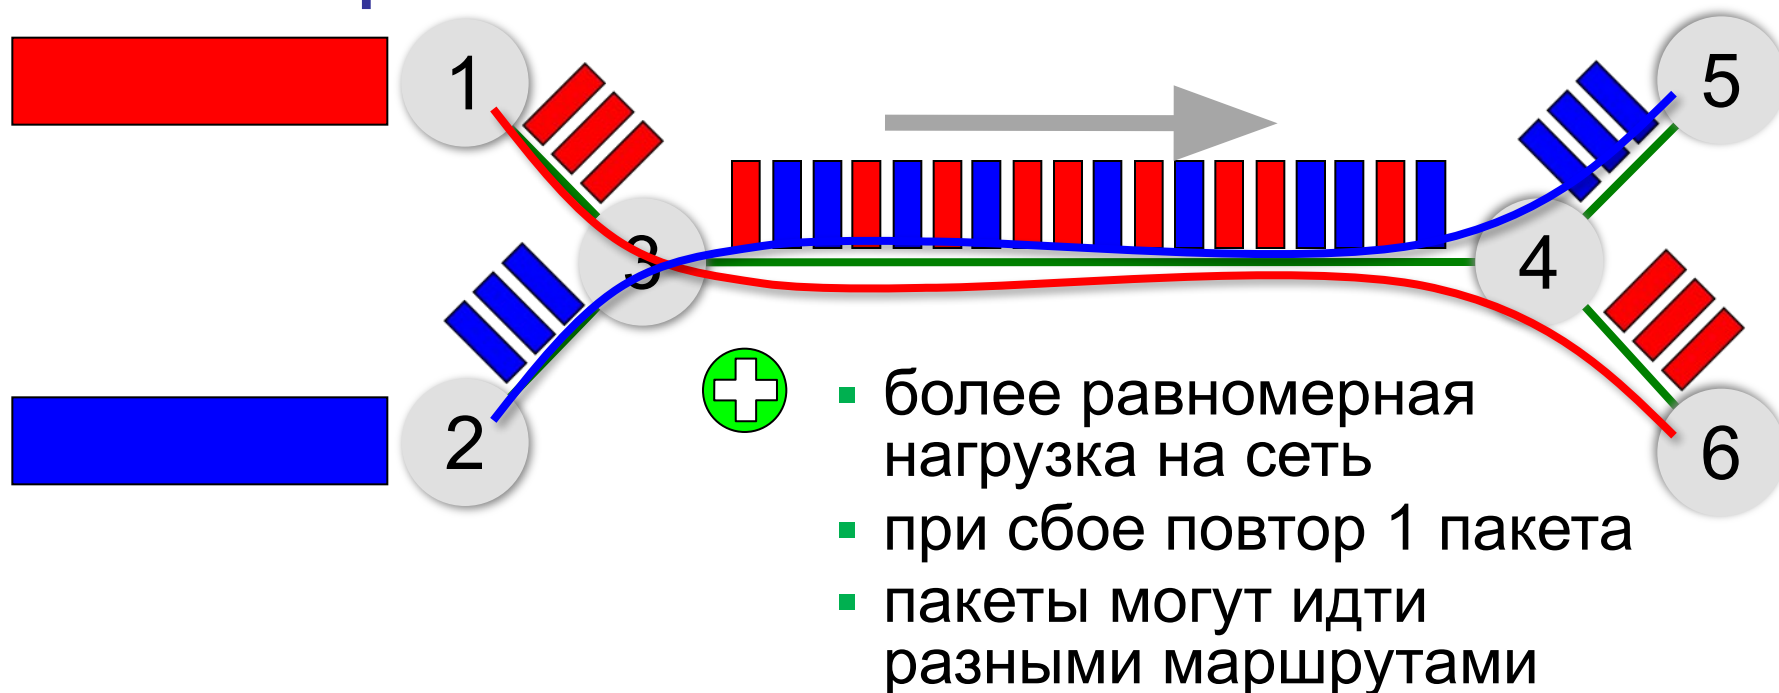 1
5
3
4
2
6
более равномерная
нагрузка на сеть
при сбое повтор 1 пакета
пакеты могут идти
разными маршрутами